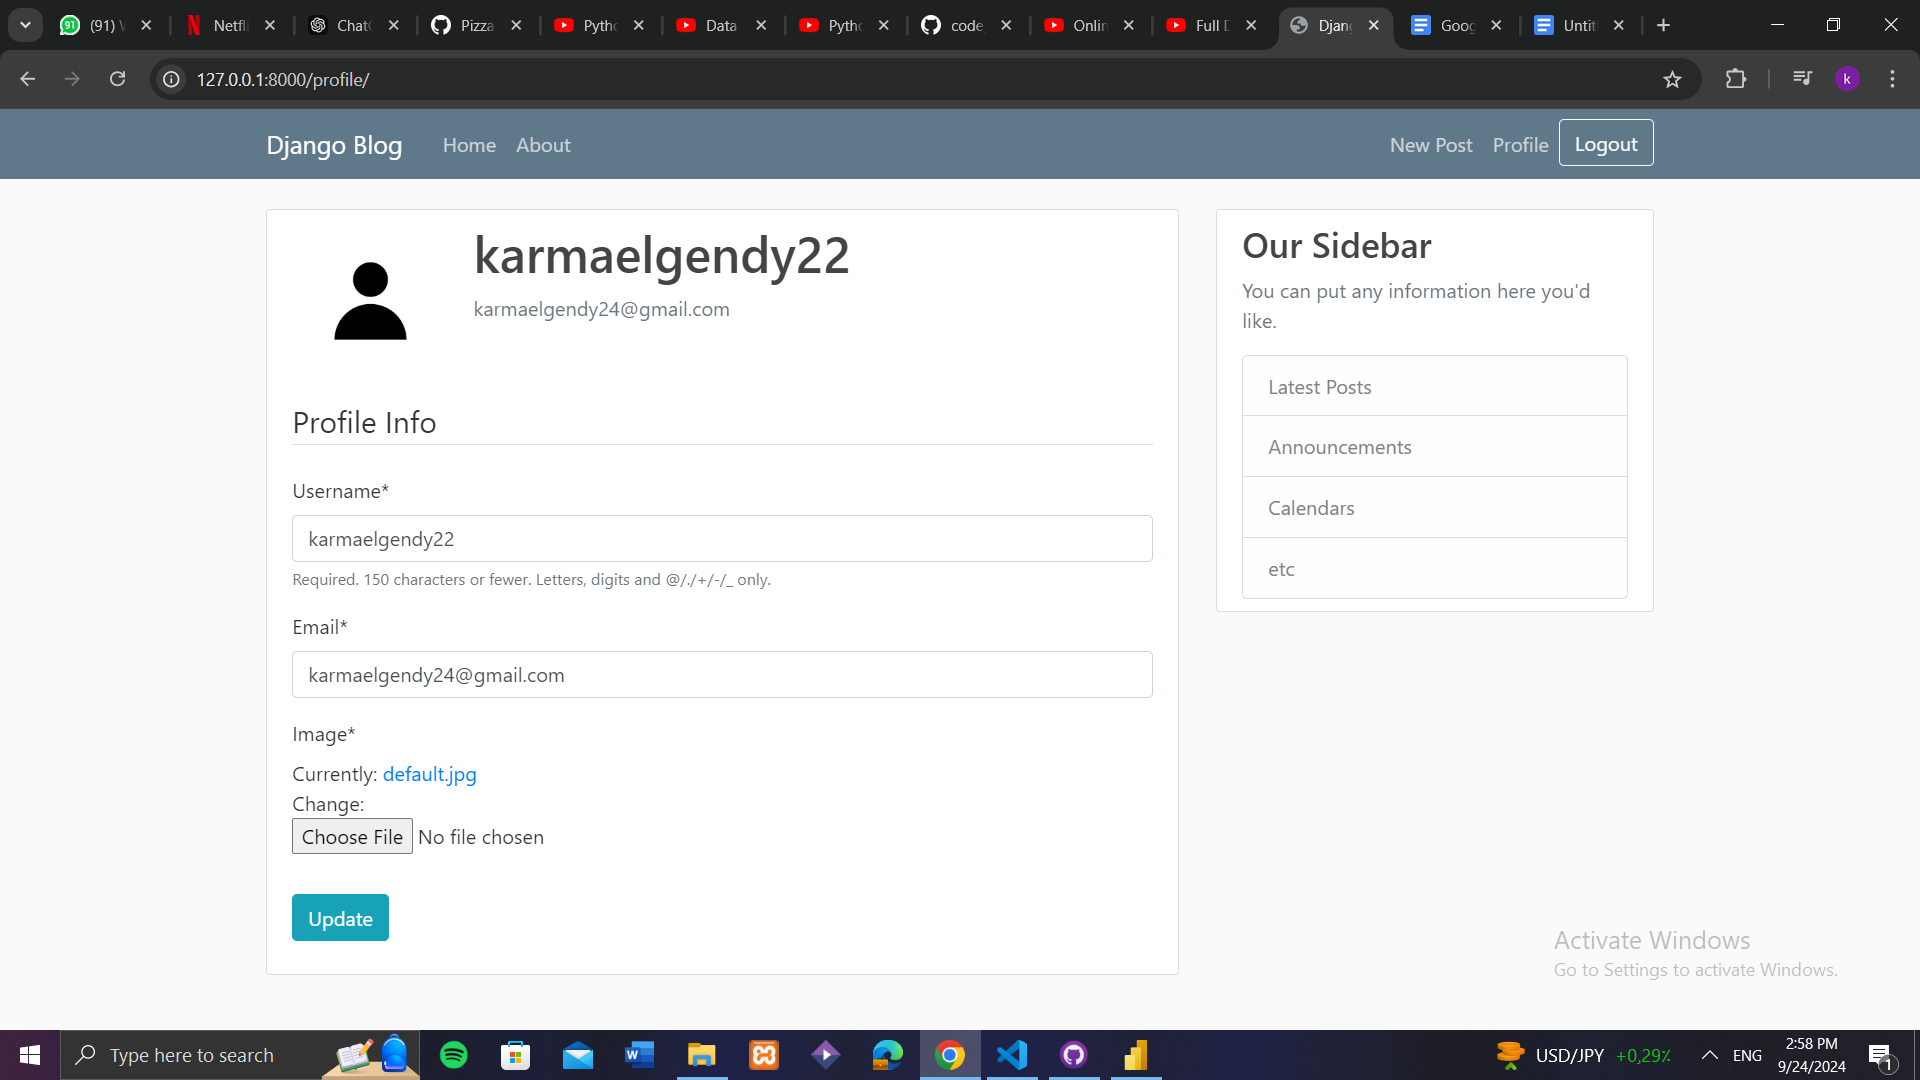 (91) W
Netfli
ChatG
Pizza
Pytho
Data
Pytho
code_
Onlin
Full D
Djang
Goog
Untit
127.0.0.1:8000/profile/
k
Django Blog Home About New Post Profile Logout
karmaelgendy22
karmaelgendy24@gmail.com
Profile Info
Username*
karmaelgendy22
Required. 150 characters or fewer. Letters, digits and @/./+/-/_ only.
Email*
karmaelgendy24@gmail.com
Image*
Currently: default.jpg
Change:
Choose File No file chosen
Update
Our Sidebar
You can put any information here you'd
like.
Latest Posts
Announcements
Calendars
etc
Activate Windows
Go to Settings to activate Windows.
Type here to search
USD/JPY +0,29%
ENG
2:58 PM
9/24/2024
1